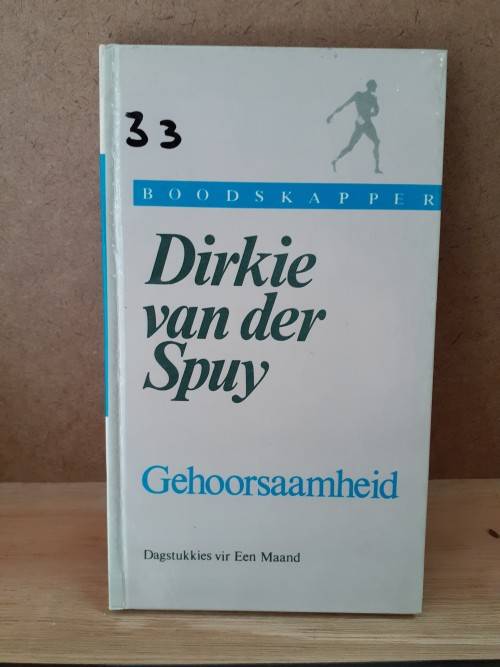 33
BOODSKAPPER
Dirkie
van der
Spuy
Gehoorsaamheid
Dagstukkies vir Een Maand